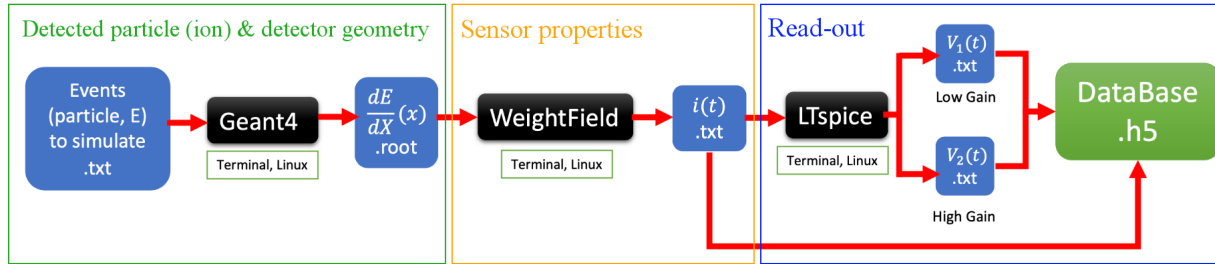 Detected particle (ion) & detector geometry
Events
(particle, E)
to simulate
.txt
Geant4
Terminal, Linux
dE
dX
(x)
.root
Sensor properties
WeightField
Terminal, Linux
i(t)
.txt
Read-out
LTspice
Terminal, Linux
V₁(t)
.txt
Low Gain
V₂(t)
.txt
High Gain
DataBase
.h5